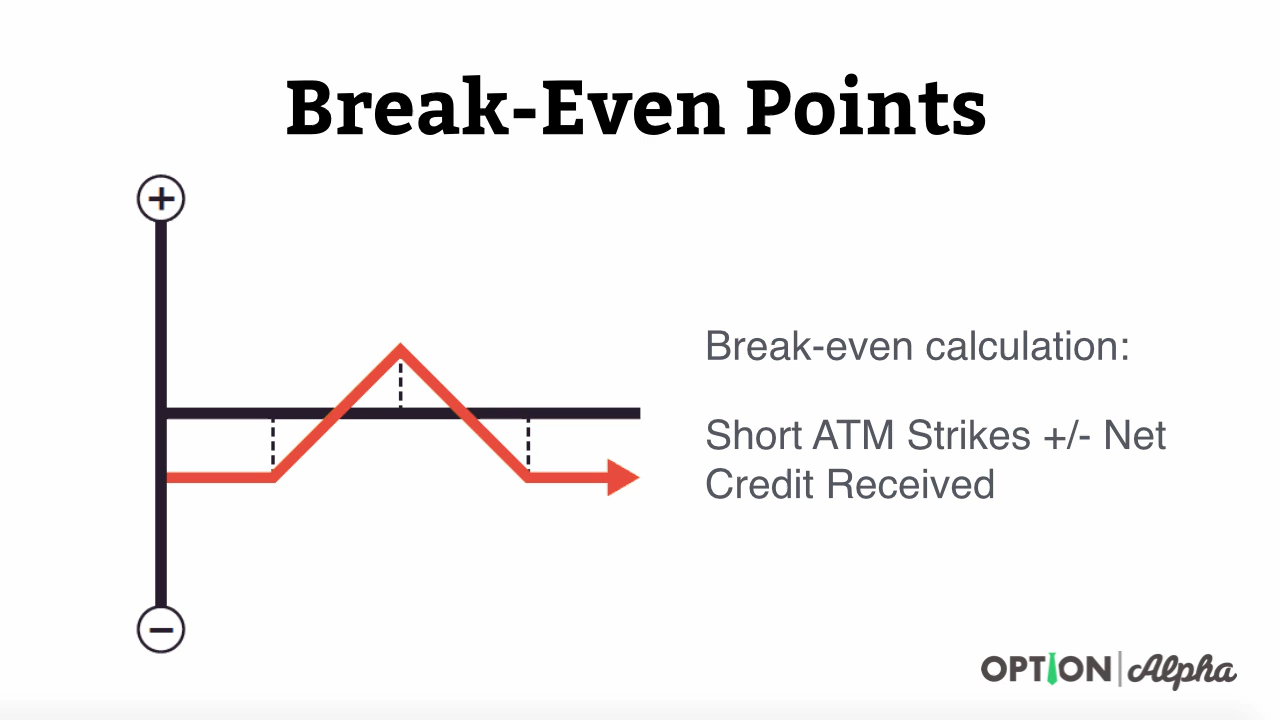 Break-Even Points
+
Break-even calculation:
Short ATM Strikes +/- Net
Credit Received
−
OPTION | Alpha